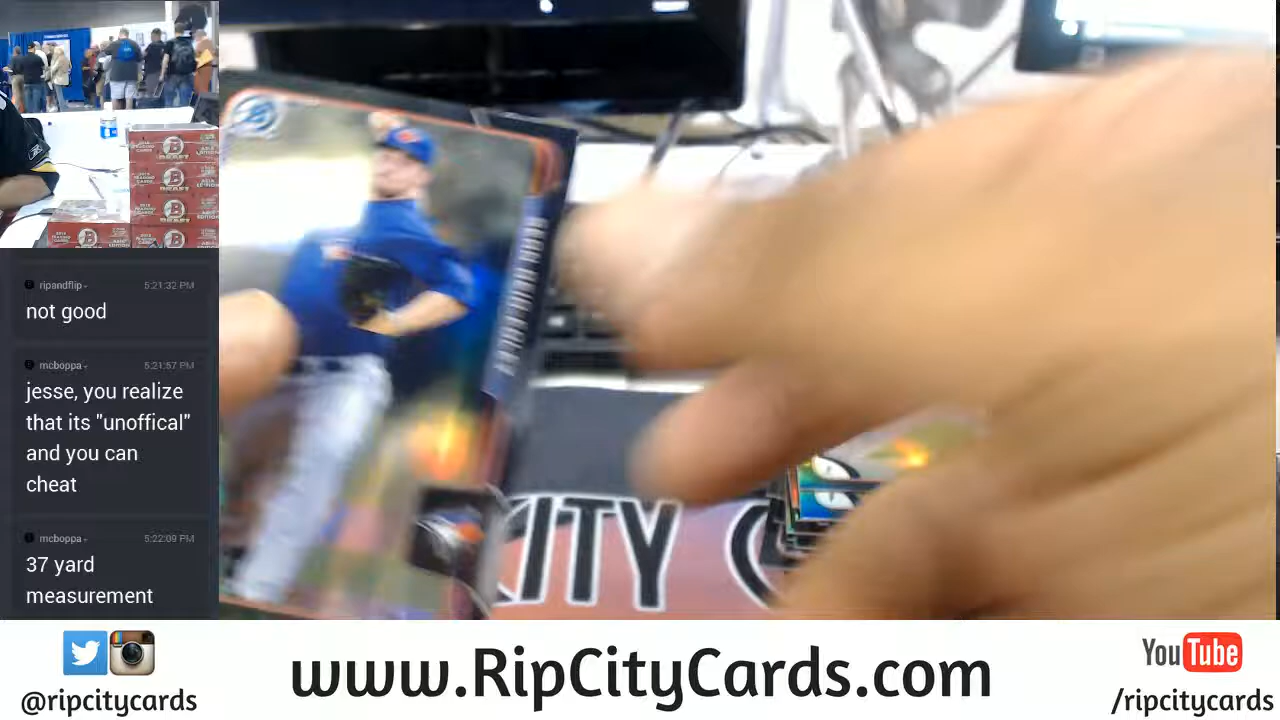 ripandflip
5:21:32 PM
not good
mcboppa
5:21:57 PM
jesse, you realize
that its "unoffical"
and you can
cheat
mcboppa
5:22:09 PM
37 yard
measurement
CITY C
www.RipCityCards.com
@ripcitycards
YouTube
/ripcitycards